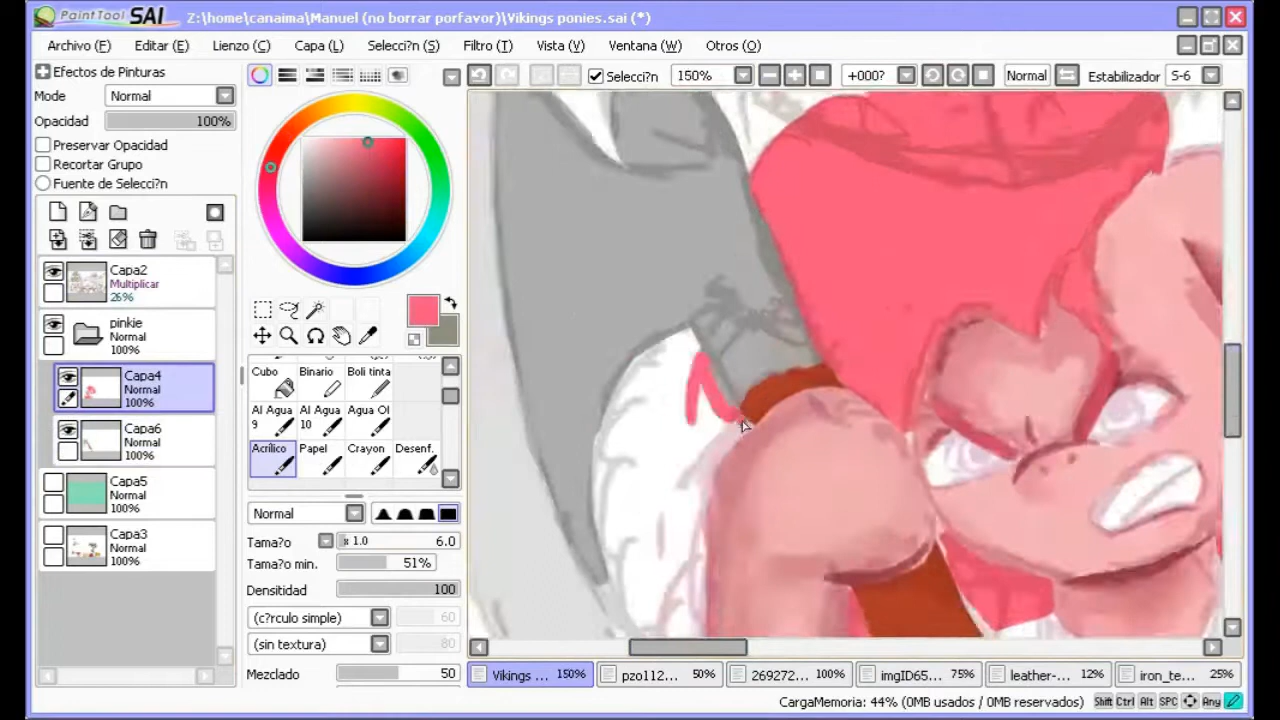 PaintTool SAI Z:\home\canaima\Manuel (no borrar porfavor)\Vikings ponies.sai (*)
Archivo (F) Editar (E) Lienzo (C) Capa (L) Selecci?n (S) Filtro (T) Vista (V) Ventana (W) Otros (O)
Efectos de Pinturas
Selecci?n 150% +000? Normal Estabilizador S-6
Mode Normal
Opacidad 100%
Preservar Opacidad
Recortar Grupo
Fuente de Selecci?n
Capa2
Multiplicar
26%
pinkie
Normal
100%
Capa4
Normal
100%
Capa6
Normal
100%
Capa5
Normal
100%
Capa3
Normal
100%
Cubo Binario Boli tinta
Al Agua 9 Al Agua 10 Agua Ol
Acrílico Papel Crayon Desenf.
Normal
Tama?o x 1.0 6.0
Tama?o min. 51%
Densitidad 100
(c?rculo simple) 60
(sin textura) 80
Mezclado 50
Vikings ... 150% pzo112... 50% 269272... 100% imgID65... 75% leather-... 12% iron_te... 25%
CargaMemoria: 44% (0MB usados / 0MB reservados) Shift Ctrl Alt SPC Any